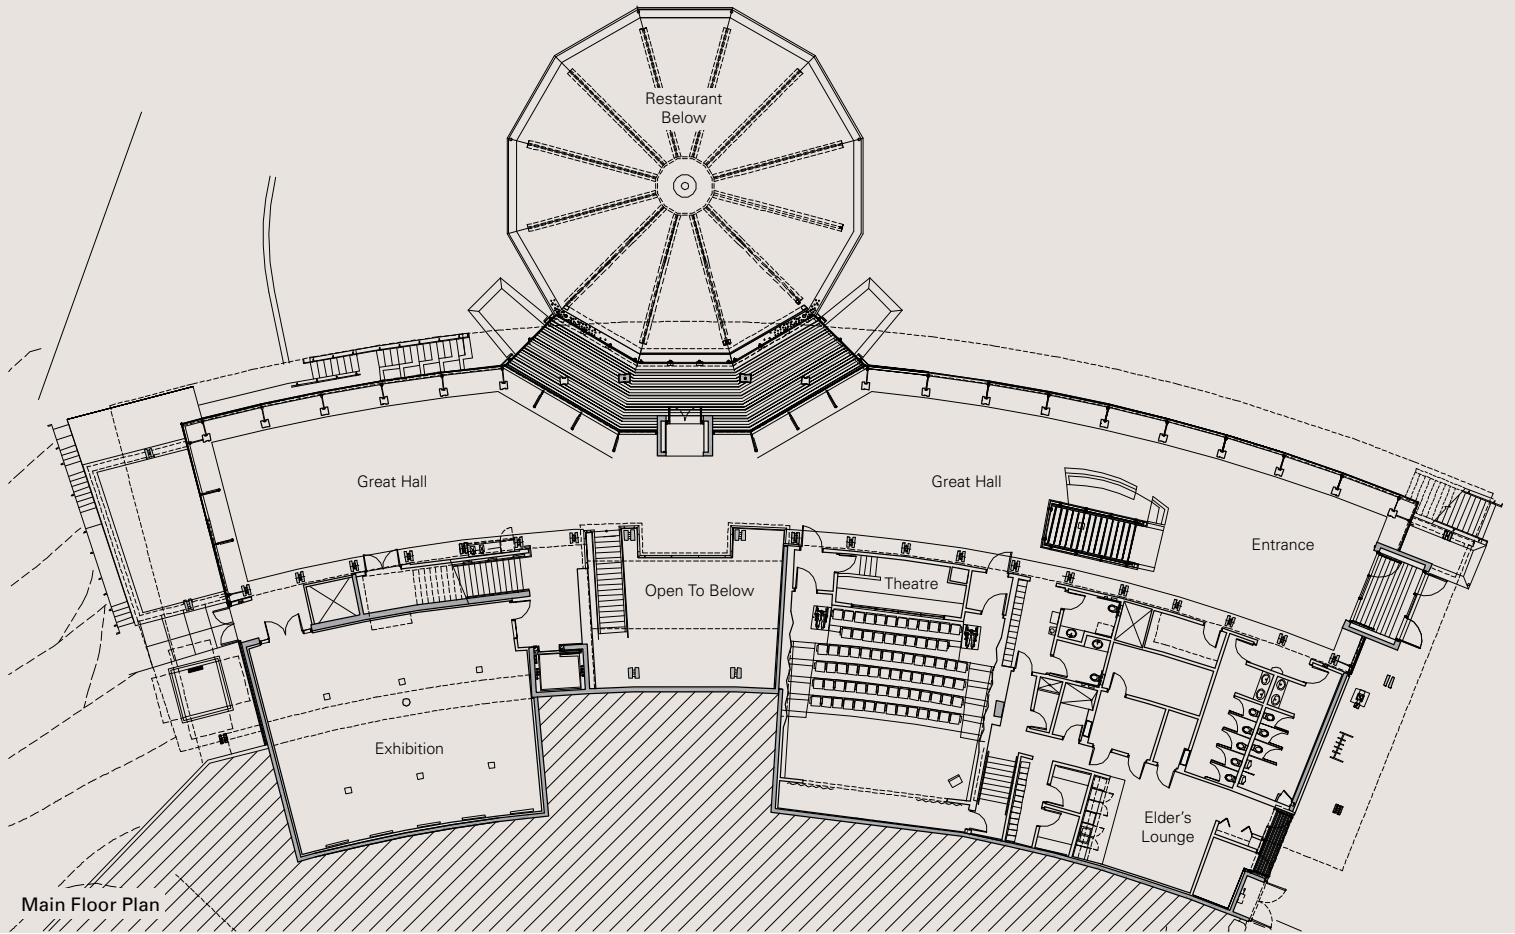 Restaurant
Below
Great Hall
Great Hall
Entrance
Open To Below
Theatre
Exhibition
Elder's
Lounge
Main Floor Plan